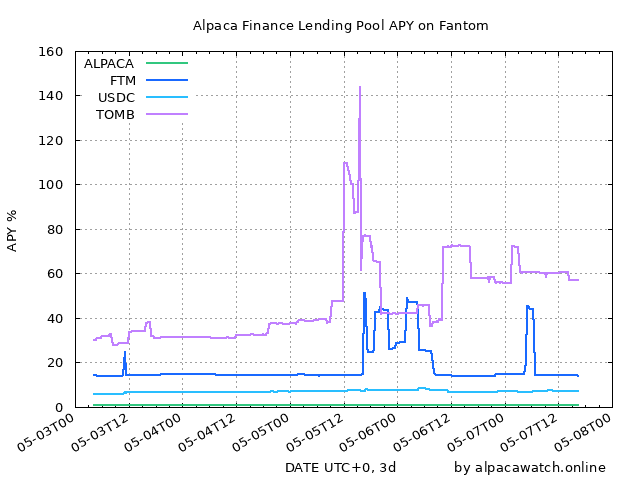 Alpaca Finance Lending Pool APY on Fantom
160
140
120
100
80
60
40
20
0
APY %
ALPACA
FTM
USDC
TOMB
05-03T00
05-03T12
05-04T00
05-04T12
05-05T00
05-05T12
05-06T00
05-06T12
05-07T00
05-07T12
05-08T00
DATE UTC+0, 3d
by alpacawatch.online